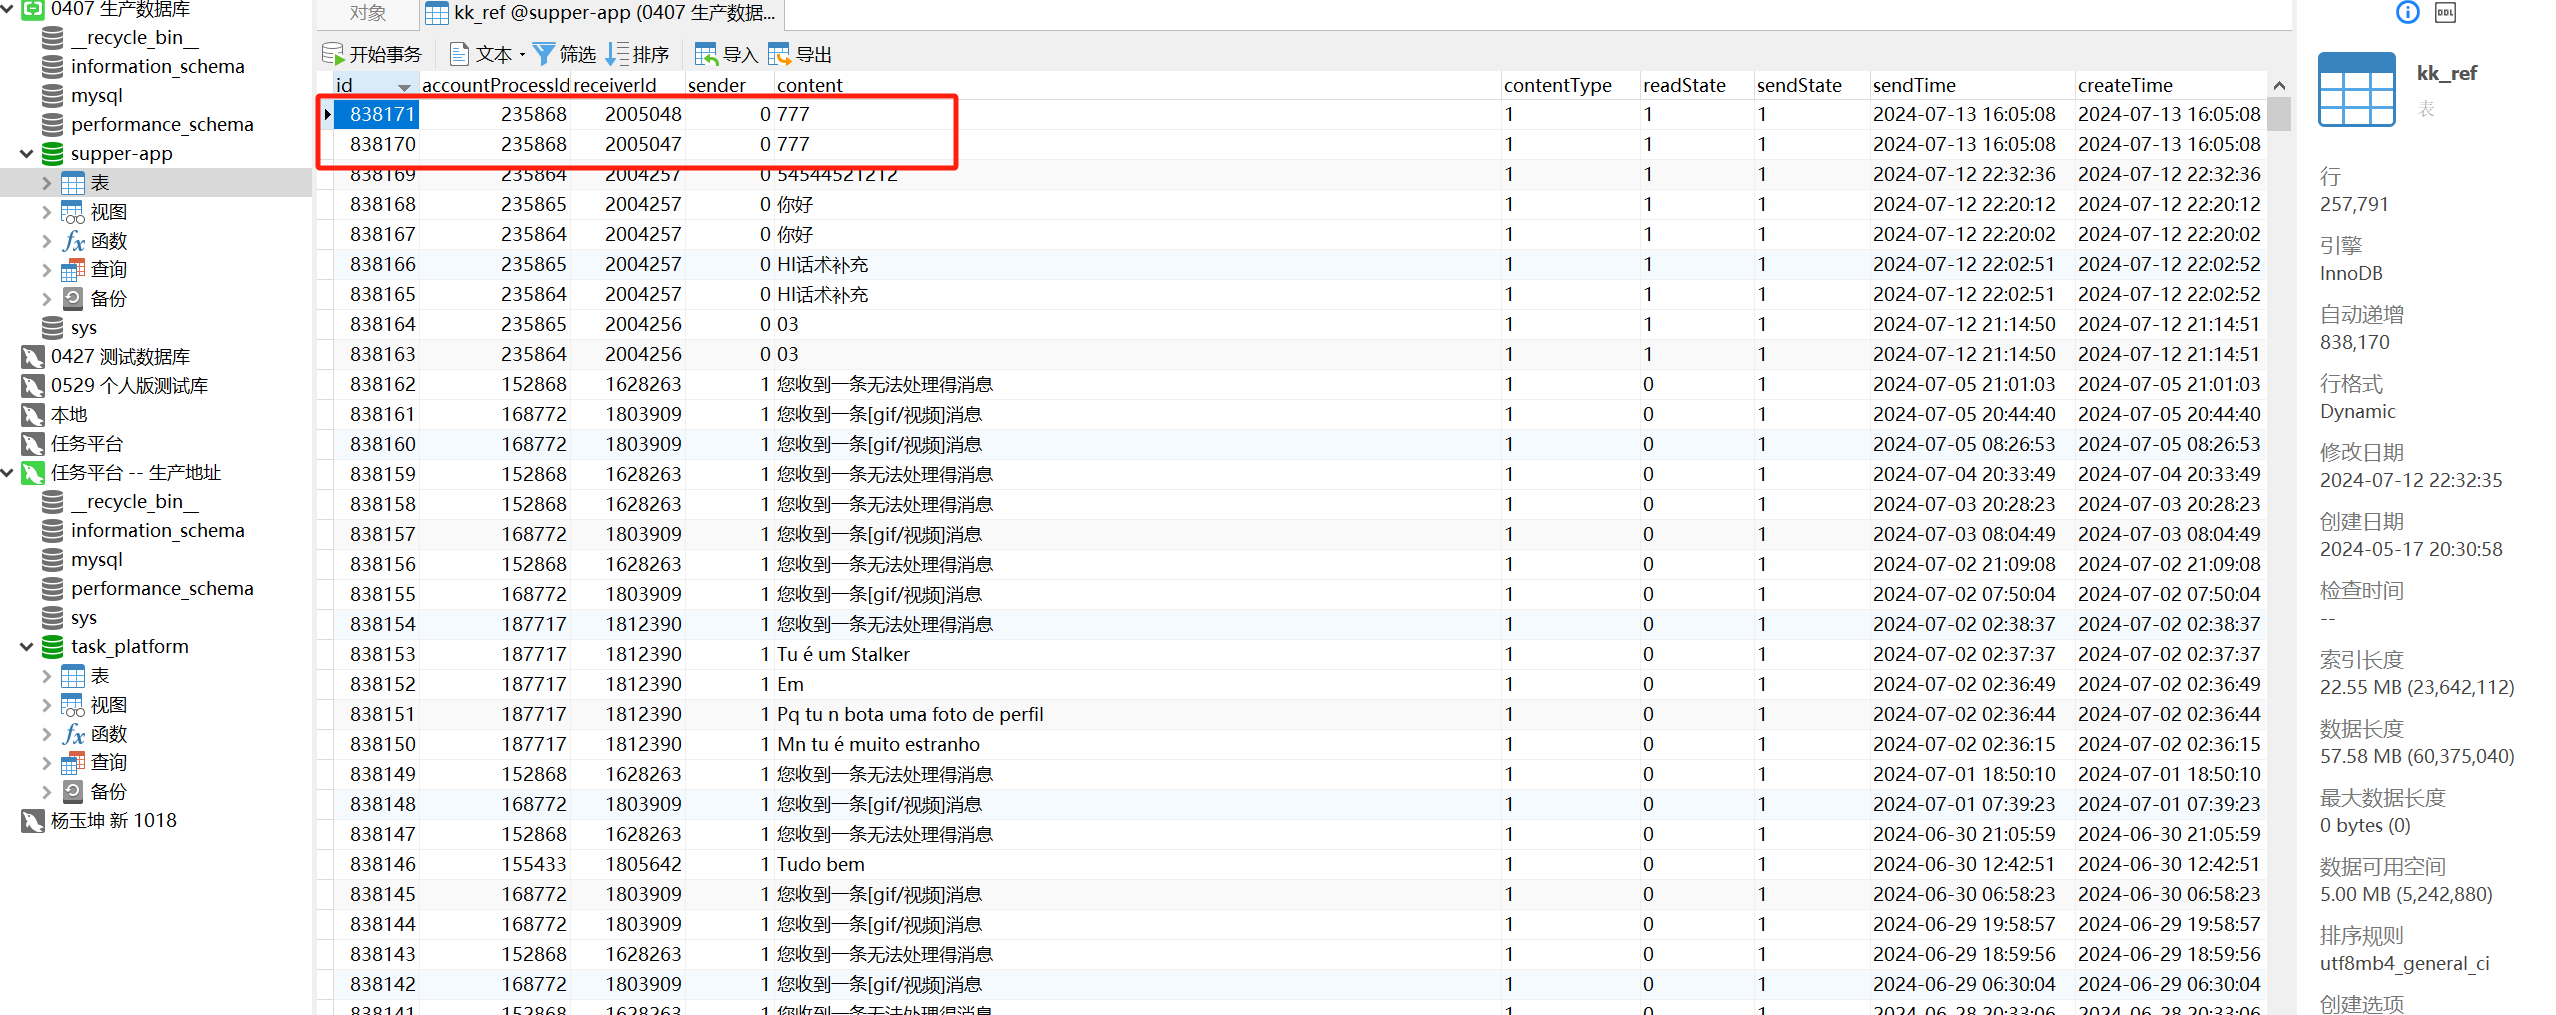 0407 生产数据库
__recycle_bin__
information_schema
mysql
performance_schema
supper-app
表
视图
函数
查询
备份
sys
0427 测试数据库
0529 个人版测试库
本地
任务平台
任务平台 -- 生产地址
__recycle_bin__
information_schema
mysql
performance_schema
sys
task_platform
表
视图
函数
查询
备份
杨玉坤 新 1018
对象 kk_ref @supper-app (0407 生产数据...
开始事务 文本 筛选 排序 导入 导出
id accountProcessId receiverId sender content contentType readState sendState sendTime createTime
838171 235868 2005048 0 777 1 1 1 2024-07-13 16:05:08 2024-07-13 16:05:08
838170 235868 2005047 0 777 1 1 1 2024-07-13 16:05:08 2024-07-13 16:05:08
838169 235864 2004257 0 54544521212 1 1 1 2024-07-12 22:32:36 2024-07-12 22:32:36
838168 235865 2004257 0 你好 1 1 1 2024-07-12 22:20:12 2024-07-12 22:20:12
838167 235864 2004257 0 你好 1 1 1 2024-07-12 22:20:02 2024-07-12 22:20:02
838166 235865 2004257 0 HI话术补充 1 1 1 2024-07-12 22:02:51 2024-07-12 22:02:52
838165 235864 2004257 0 HI话术补充 1 1 1 2024-07-12 22:02:51 2024-07-12 22:02:52
838164 235865 2004256 0 03 1 1 1 2024-07-12 21:14:50 2024-07-12 21:14:51
838163 235864 2004256 0 03 1 1 1 2024-07-12 21:14:50 2024-07-12 21:14:51
838162 152868 1628263 1 您收到一条无法处理得消息 1 0 1 2024-07-05 21:01:03 2024-07-05 21:01:03
838161 168772 1803909 1 您收到一条[gif/视频]消息 1 0 1 2024-07-05 20:44:40 2024-07-05 20:44:40
838160 168772 1803909 1 您收到一条[gif/视频]消息 1 0 1 2024-07-05 08:26:53 2024-07-05 08:26:53
838159 152868 1628263 1 您收到一条无法处理得消息 1 0 1 2024-07-04 20:33:49 2024-07-04 20:33:49
838158 152868 1628263 1 您收到一条无法处理得消息 1 0 1 2024-07-03 20:28:23 2024-07-03 20:28:23
838157 168772 1803909 1 您收到一条[gif/视频]消息 1 0 1 2024-07-03 08:04:49 2024-07-03 08:04:49
838156 152868 1628263 1 您收到一条无法处理得消息 1 0 1 2024-07-02 21:09:08 2024-07-02 21:09:08
838155 168772 1803909 1 您收到一条[gif/视频]消息 1 0 1 2024-07-02 07:50:04 2024-07-02 07:50:04
838154 187717 1812390 1 您收到一条无法处理得消息 1 0 1 2024-07-02 02:38:37 2024-07-02 02:38:37
838153 187717 1812390 1 Tu é um Stalker 1 0 1 2024-07-02 02:37:37 2024-07-02 02:37:37
838152 187717 1812390 1 Em 1 0 1 2024-07-02 02:36:49 2024-07-02 02:36:49
838151 187717 1812390 1 Pq tu n bota uma foto de perfil 1 0 1 2024-07-02 02:36:44 2024-07-02 02:36:44
838150 187717 1812390 1 Mn tu é muito estranho 1 0 1 2024-07-02 02:36:15 2024-07-02 02:36:15
838149 152868 1628263 1 您收到一条无法处理得消息 1 0 1 2024-07-01 18:50:10 2024-07-01 18:50:10
838148 168772 1803909 1 您收到一条[gif/视频]消息 1 0 1 2024-07-01 07:39:23 2024-07-01 07:39:23
838147 152868 1628263 1 您收到一条无法处理得消息 1 0 1 2024-06-30 21:05:59 2024-06-30 21:05:59
838146 155433 1805642 1 Tudo bem 1 0 1 2024-06-30 12:42:51 2024-06-30 12:42:51
838145 168772 1803909 1 您收到一条[gif/视频]消息 1 0 1 2024-06-30 06:58:23 2024-06-30 06:58:23
838144 168772 1803909 1 您收到一条[gif/视频]消息 1 0 1 2024-06-29 19:58:57 2024-06-29 19:58:57
838143 152868 1628263 1 您收到一条无法处理得消息 1 0 1 2024-06-29 18:59:56 2024-06-29 18:59:56
838142 168772 1803909 1 您收到一条[gif/视频]消息 1 0 1 2024-06-29 06:30:04 2024-06-29 06:30:04
838141 152868 1628263 1 您收到一条无法处理得消息 1 0 1 2024-06-28 20:33:06 2024-06-28 20:33:06
DDL
kk_ref
表
行
257,791
引擎
InnoDB
自动递增
838,170
行格式
Dynamic
修改日期
2024-07-12 22:32:35
创建日期
2024-05-17 20:30:58
检查时间
--
索引长度
22.55 MB (23,642,112)
数据长度
57.58 MB (60,375,040)
最大数据长度
0 bytes (0)
数据可用空间
5.00 MB (5,242,880)
排序规则
utf8mb4_general_ci
创建选项